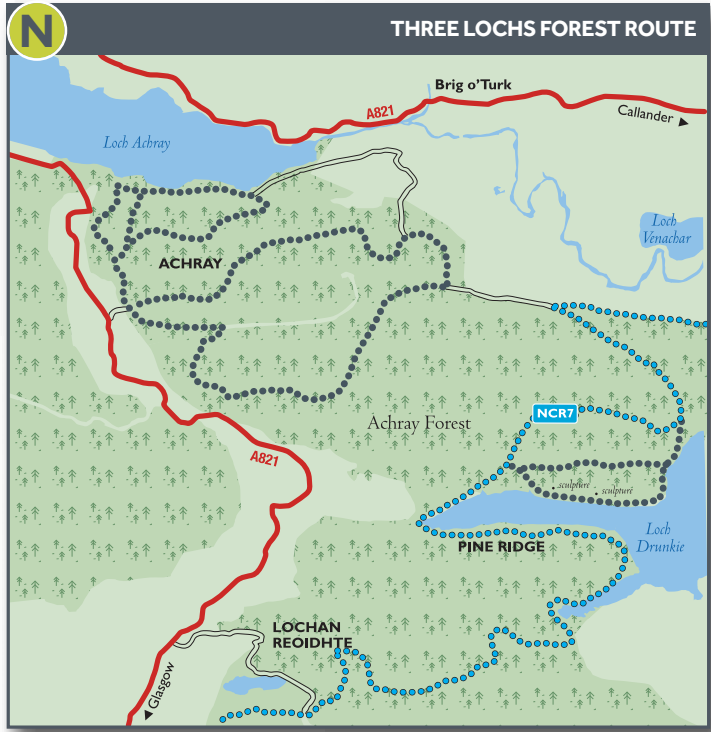 N
THREE LOCHS FOREST ROUTE
Brig o'Turk
A821
Callander
Loch Achray
Loch
Venachar
ACHRAY
NCR7
Achray Forest
A821
sculpture
sculpture
Loch
Drunkie
PINE RIDGE
LOCHAN
REOIDHTE
Glasgow